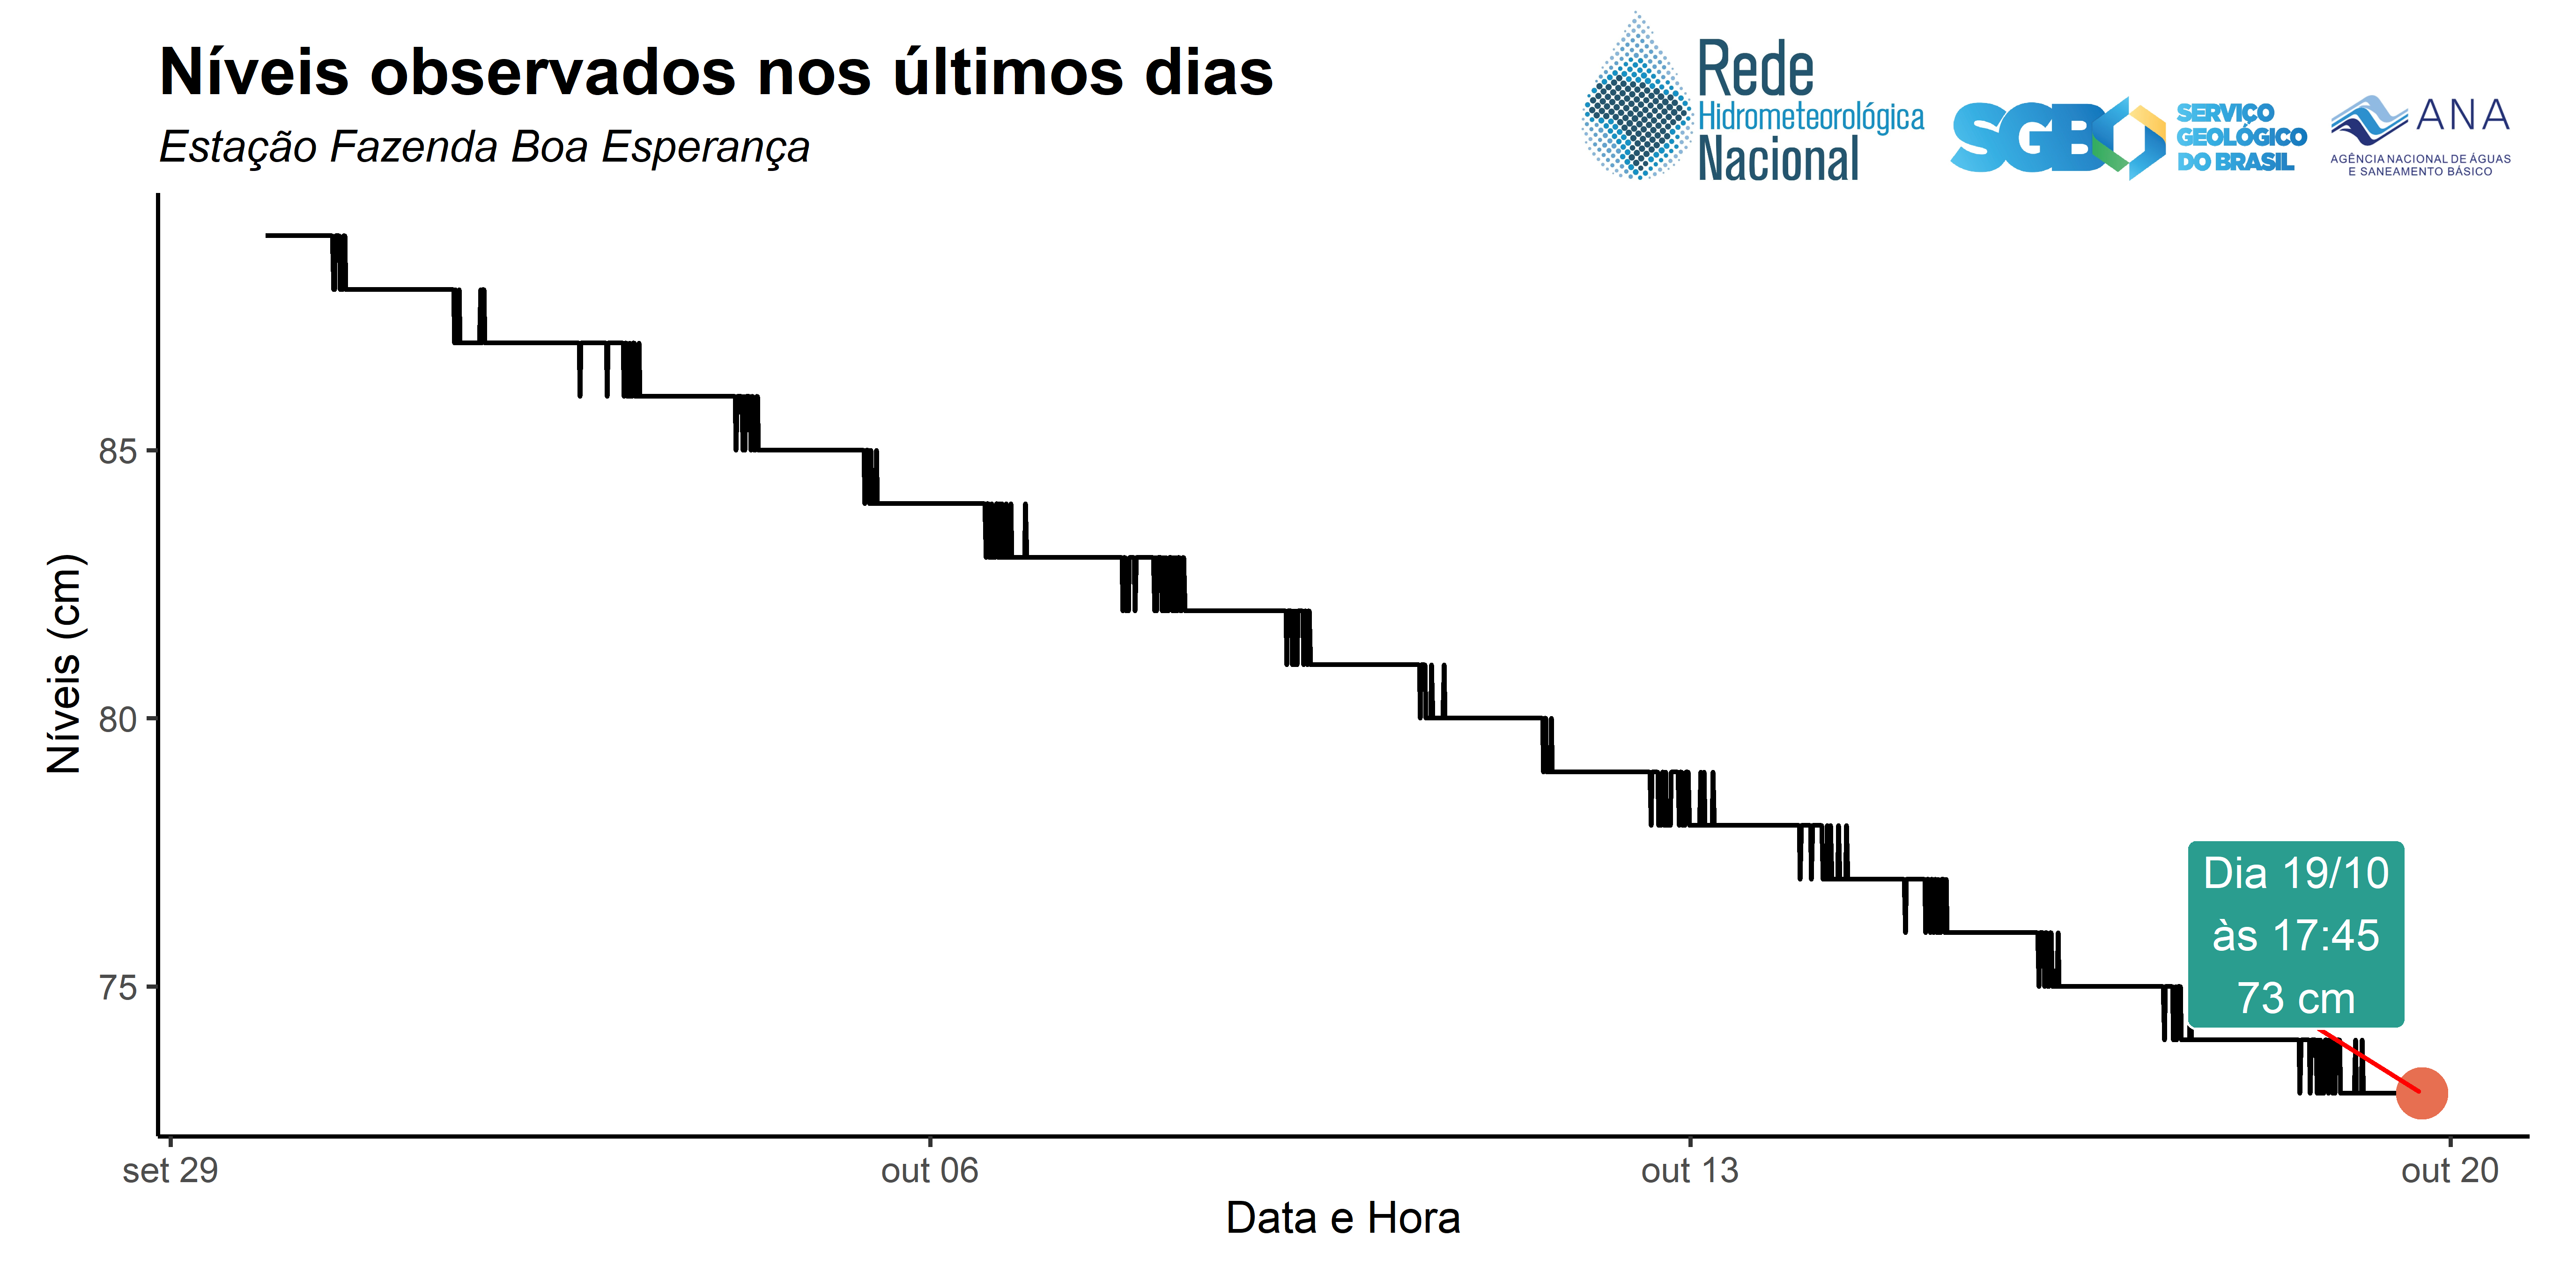 Níveis observados nos últimos dias
Estação Fazenda Boa Esperança
Rede
Hidrometeorológica
Nacional
SGB
SERVIÇO
GEOLÓGICO
DO BRASIL
ANA
AGÊNCIA NACIONAL DE ÁGUAS
E SANEAMENTO BÁSICO
Níveis (cm)
85
80
75
Dia 19/10
às 17:45
73 cm
set 29
out 06
out 13
out 20
Data e Hora